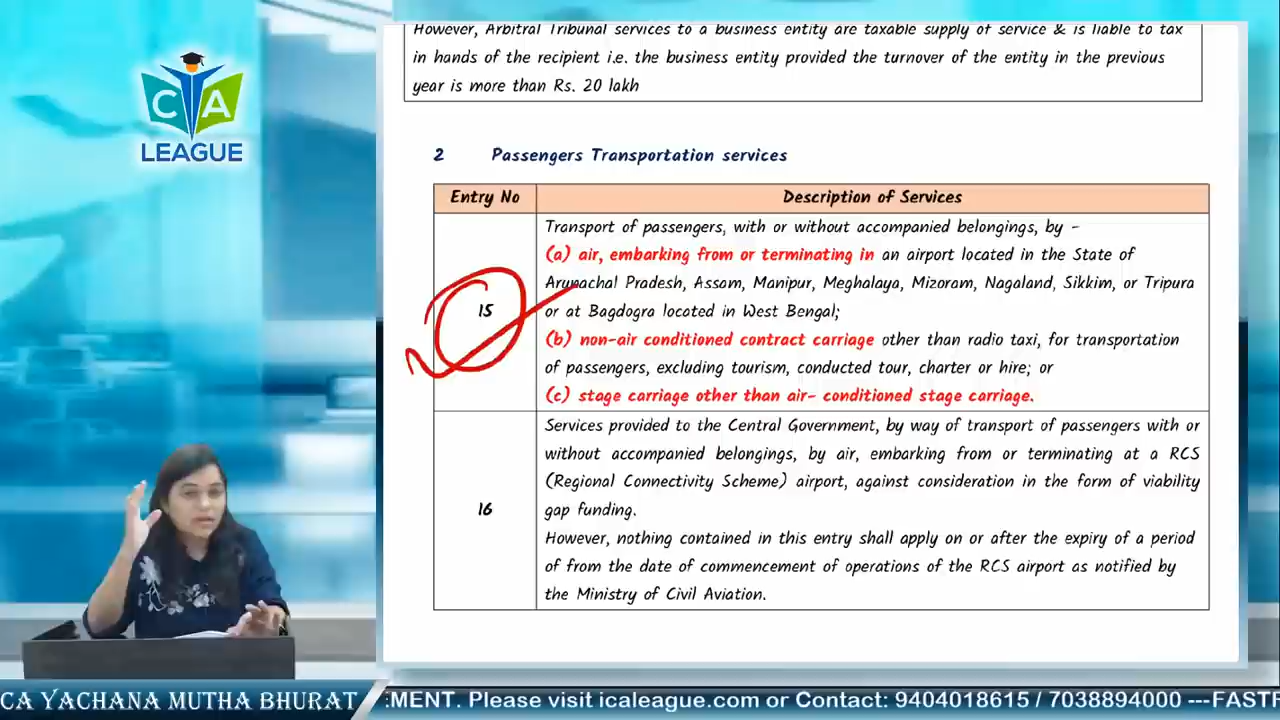 However, Arbitral Tribunal services to a business entity are taxable supply of service & is liable to tax
in hands of the recipient i.e. the business entity provided the turnover of the entity in the previous
year is more than Rs. 20 lakh
CA
LEAGUE
2 Passengers Transportation services
Entry No Description of Services
Transport of passengers, with or without accompanied belongings, by -
(a) air, embarking from or terminating in an airport located in the State of
Arunachal Pradesh, Assam, Manipur, Meghalaya, Mizoram, Nagaland, Sikkim, or Tripura
15 or at Bagdogra located in West Bengal;
(b) non-air conditioned contract carriage other than radio taxi, for transportation
of passengers, excluding tourism, conducted tour, charter or hire; or
(c) stage carriage other than air- conditioned stage carriage.
Services provided to the Central Government, by way of transport of passengers with or
without accompanied belongings, by air, embarking from or terminating at a RCS
(Regional Connectivity Scheme) airport, against consideration in the form of viability
16 gap funding.
However, nothing contained in this entry shall apply on or after the expiry of a period
of from the date of commencement of operations of the RCS airport as notified by
the Ministry of Civil Aviation.
CA YACHANA MUTHA BHURAT EMENT. Please visit icaleague.com or Contact: 9404018615 / 7038894000 ---FAST